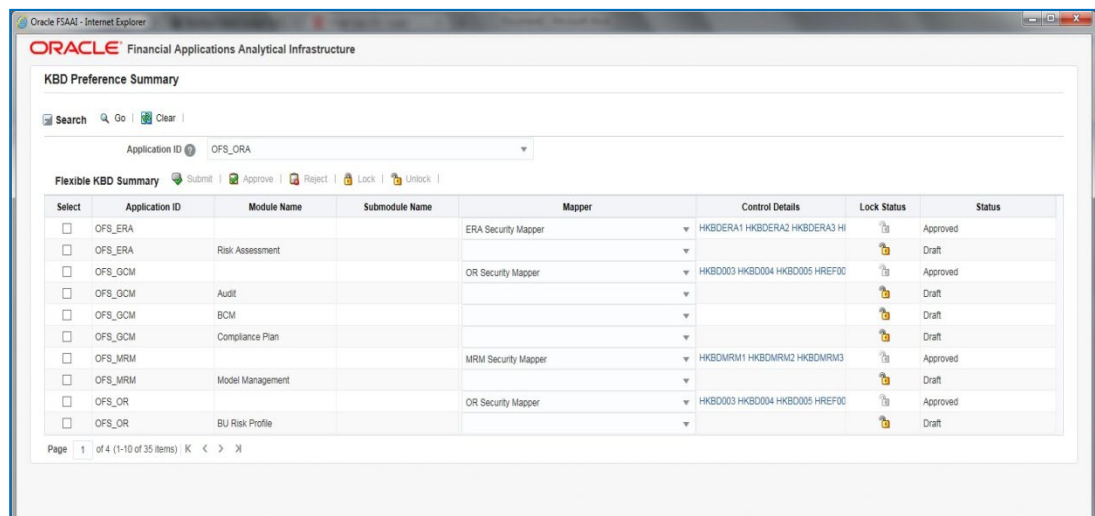 Oracle FSAAI - Internet Explorer
ORACLE Financial Applications Analytical Infrastructure
KBD Preference Summary
Search Go | Clear |
Application ID OFS_ORA
Flexible KBD Summary Submit | Approve | Reject | Lock | Unlock |
Select Application ID Module Name Submodule Name Mapper Control Details Lock Status Status
OFS_ERA ERA Security Mapper HKBDERA1 HKBDERA2 HKBDERA3 HI Approved
OFS_ERA Risk Assessment Draft
OFS_GCM OR Security Mapper HKBD003 HKBD004 HKBD005 HREF00 Approved
OFS_GCM Audit Draft
OFS_GCM BCM Draft
OFS_GCM Compliance Plan Draft
OFS_MRM MRM Security Mapper HKBDMRM1 HKBDMRM2 HKBDMRM3 Approved
OFS_MRM Model Management Draft
OFS_OR OR Security Mapper HKBD003 HKBD004 HKBD005 HREF00 Approved
OFS_OR BU Risk Profile Draft
Page 1 of 4 (1-10 of 35 items)